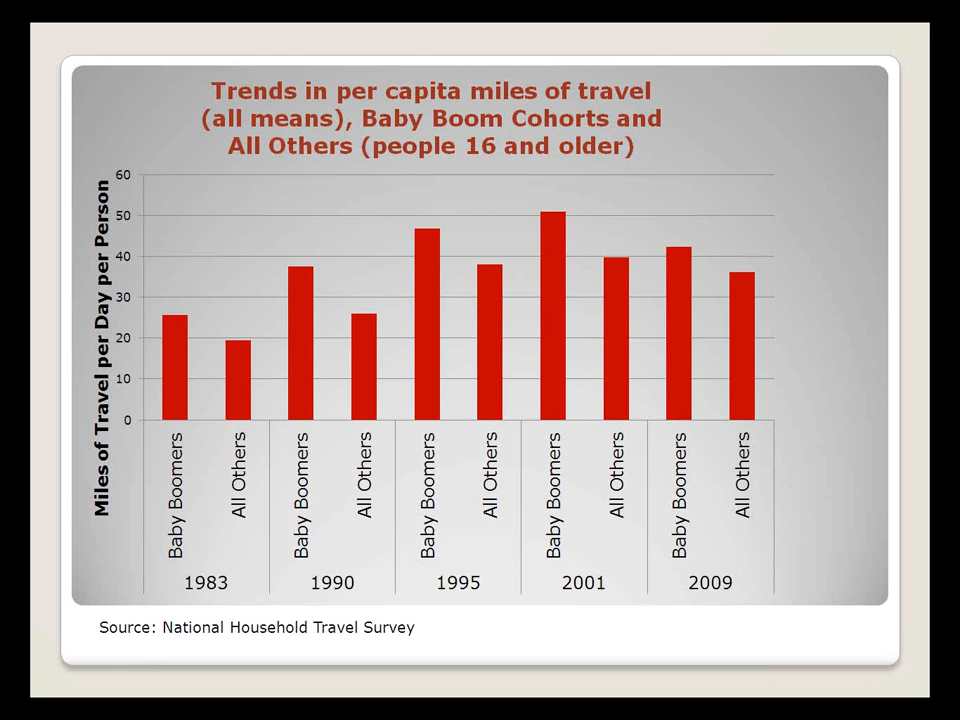 Trends in per capita miles of travel
(all means), Baby Boom Cohorts and
All Others (people 16 and older)
Miles of Travel per Day per Person
60
50
40
30
20
10
0
Baby Boomers
All Others
Baby Boomers
All Others
Baby Boomers
All Others
Baby Boomers
All Others
Baby Boomers
All Others
1983
1990
1995
2001
2009
Source: National Household Travel Survey